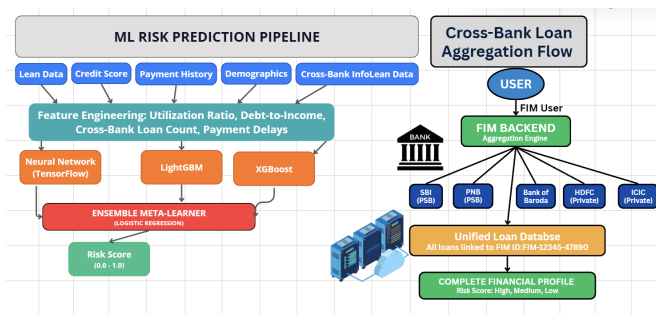 ML RISK PREDICTION PIPELINE
Lean Data
Credit Score
Payment History
Demographics
Cross-Bank InfoLean Data
Feature Engineering: Utilization Ratio, Debt-to-Income,
Cross-Bank Loan Count, Payment Delays
Neural Network
(TensorFlow)
LightGBM
XGBoost
ENSEMBLE META-LEARNER
(LOGISTIC REGRESSION)
Risk Score
(0.0 - 1.0)
Cross-Bank Loan
Aggregation Flow
USER
FIM User
FIM BACKEND
Aggregation Engine
BANK
SBI
(PSB)
PNB
(PSB)
Bank of
Baroda
HDFC
(Private)
ICIC
(Private)
Unified Loan Databse
All loans linked to FIM ID:FIM-12345-47890
COMPLETE FINANCIAL PROFILE
Risk Score: High, Medium, Low